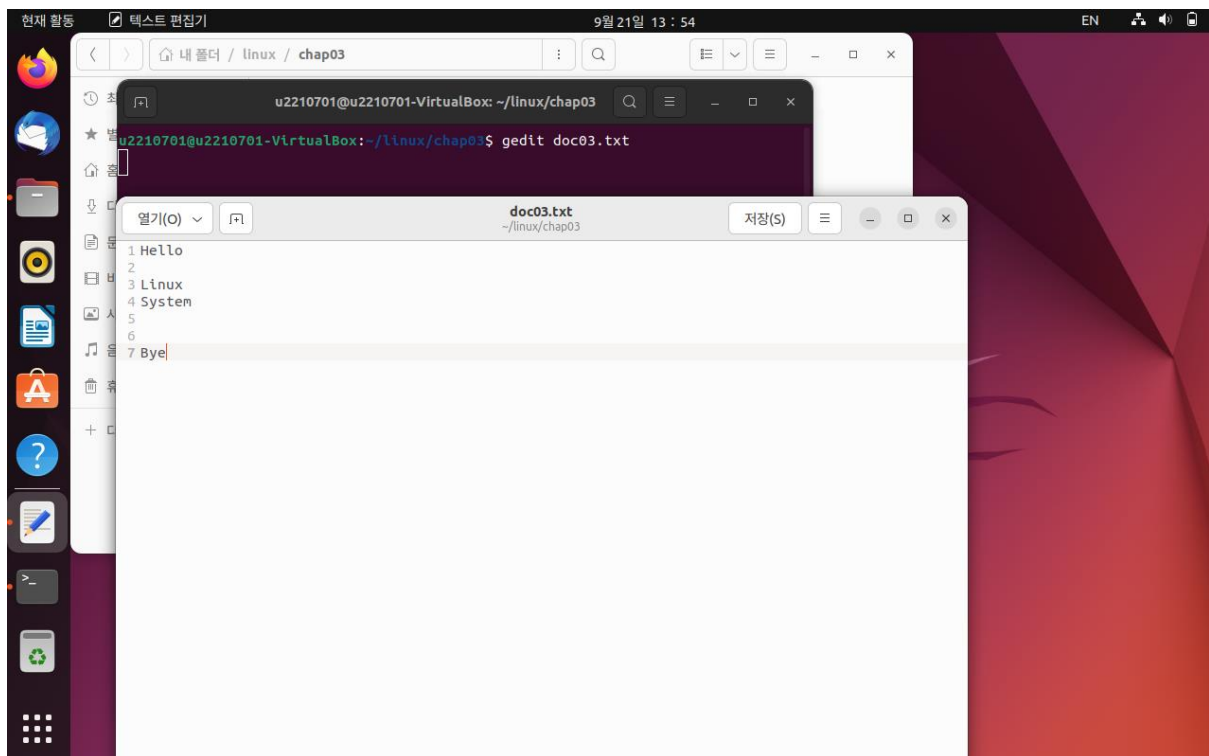 현재 활동 텍스트 편집기 9월 21일 13 : 54 EN
내 폴더 / linux / chap03
u2210701@u2210701-VirtualBox: ~/linux/chap03
u2210701@u2210701-VirtualBox:~/linux/chap03$ gedit doc03.txt
열기(O) doc03.txt 저장(S)
~/linux/chap03
1 Hello
2
3 Linux
4 System
5
6
7 Bye